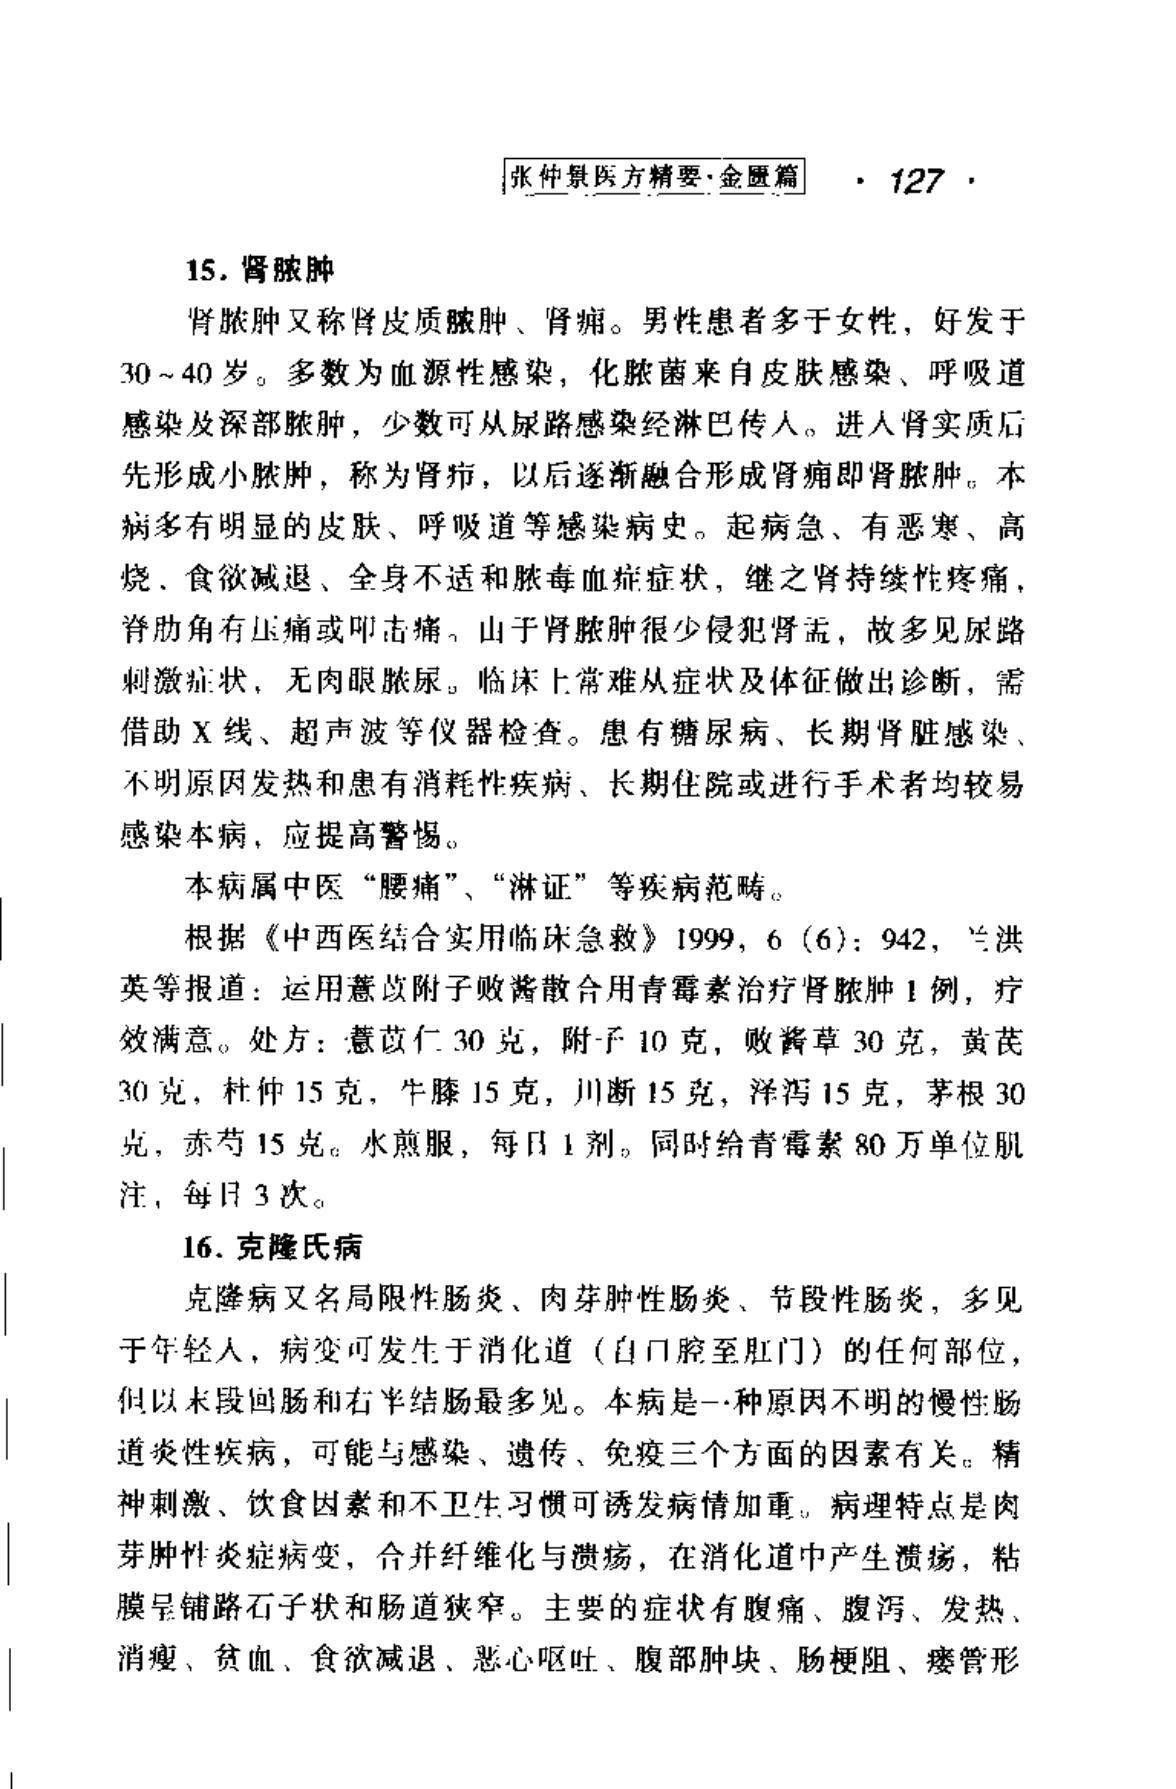 张仲景医方精要·金匮篇 · 127 ·
15. 肾脓肿
肾脓肿又称肾皮质脓肿、肾痈。男性患者多于女性，好发于
30~40岁。多数为血源性感染，化脓菌来自皮肤感染、呼吸道
感染及深部脓肿，少数可从尿路感染经淋巴传人。进人肾实质后
先形成小脓肿，称为肾疖，以后逐渐融合形成肾痈即肾脓肿。本
病多有明显的皮肤、呼吸道等感染病史。起病急、有恶寒、高
烧、食欲减退、全身不适和脓毒血症症状，继之肾持续性疼痛，
脊肋角有压痛或叩击痛。由于肾脓肿很少侵犯肾盂，故多见尿路
刺激症状，无肉眼脓尿。临床上常难从症状及体征做出诊断，需
借助X线、超声波等仪器检查。患有糖尿病、长期肾脏感染、
不明原因发热和患有消耗性疾病、长期住院或进行手术者均较易
感染本病，应提高警惕。
本病属中医“腰痛”、“淋证”等疾病范畴。
根据《中西医结合实用临床急救》1999，6（6）：942，兰洪
英等报道：运用薏苡附子败酱散合用青霉素治疗肾脓肿1例，疗
效满意。处方：薏苡仁30克，附子10克，败酱草30克，黄芪
30克，杜仲15克，牛膝15克，川断15克，泽泻15克，茅根30
克，赤芍15克。水煎服，每日1剂。同时给青霉素80万单位肌
注，每日3次。
16. 克隆氏病
克隆病又名局限性肠炎、肉芽肿性肠炎、节段性肠炎，多见
于年轻人，病变可发生于消化道（自口腔至肛门）的任何部位，
但以末段回肠和右半结肠最多见。本病是一种原因不明的慢性肠
道炎性疾病，可能与感染、遗传、免疫三个方面的因素有关。精
神刺激、饮食因素和不卫生习惯可诱发病情加重。病理特点是肉
芽肿性炎症病变，合并纤维化与溃疡，在消化道中产生溃疡，粘
膜呈铺路石子状和肠道狭窄。主要的症状有腹痛、腹泻、发热、
消瘦、贫血、食欲减退、恶心呕吐、腹部肿块、肠梗阻、瘘管形